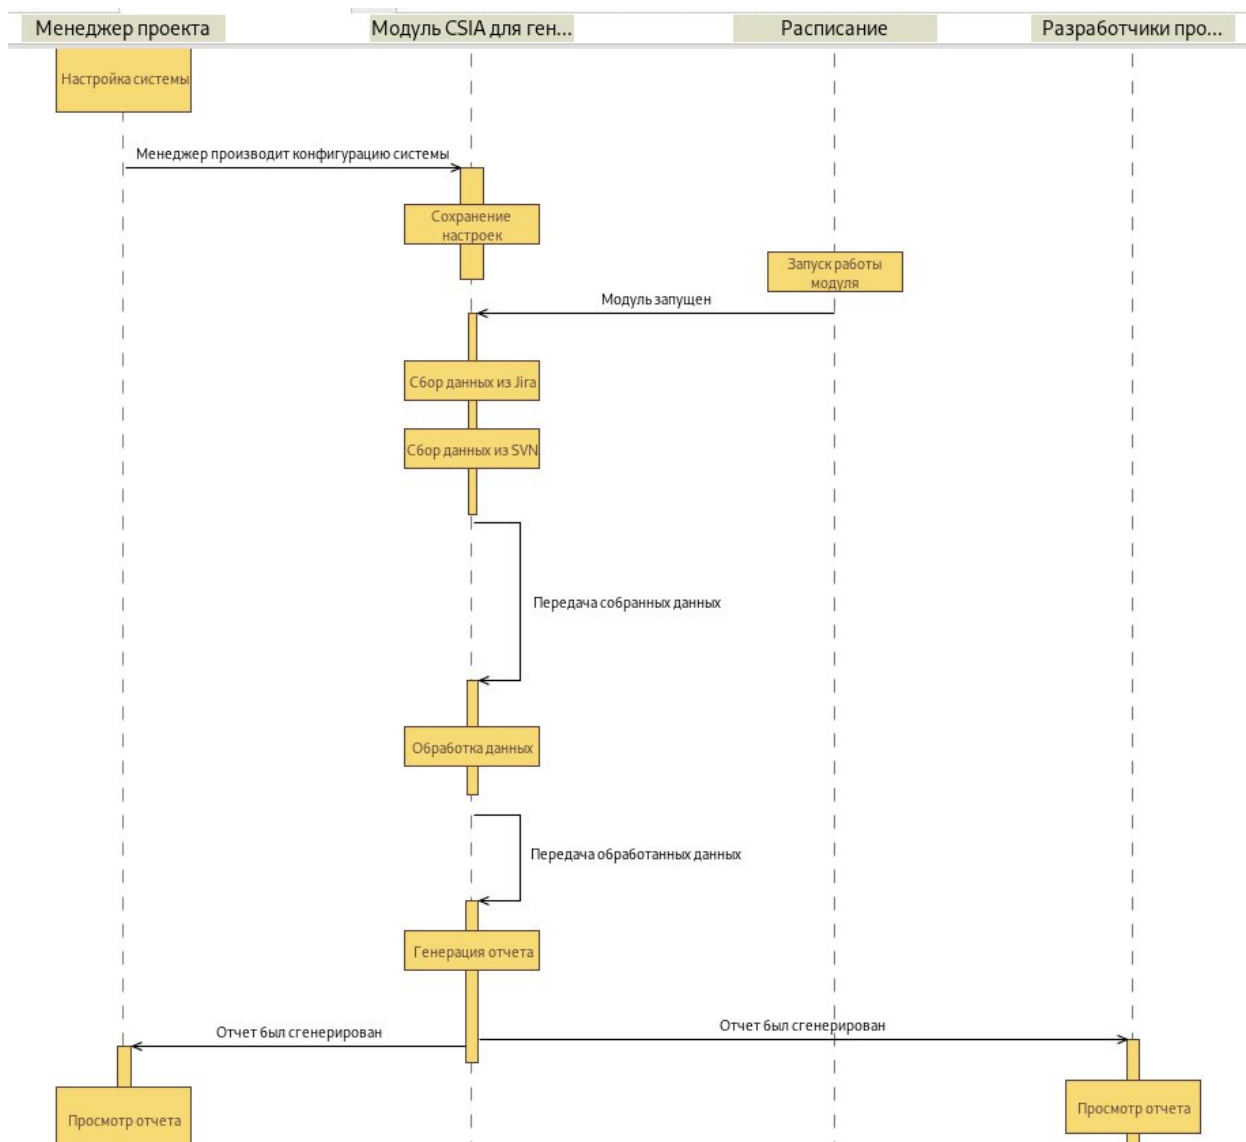 Менеджер проекта
Модуль CSIA для ген...
Расписание
Разработчики про...
Настройка системы
Менеджер производит конфигурацию системы
Сохранение
настроек
Запуск работы
модуля
Модуль запущен
Сбор данных из Jira
Сбор данных из SVN
Передача собранных данных
Обработка данных
Передача обработанных данных
Генерация отчета
Отчет был сгенерирован
Отчет был сгенерирован
Просмотр отчета
Просмотр отчета